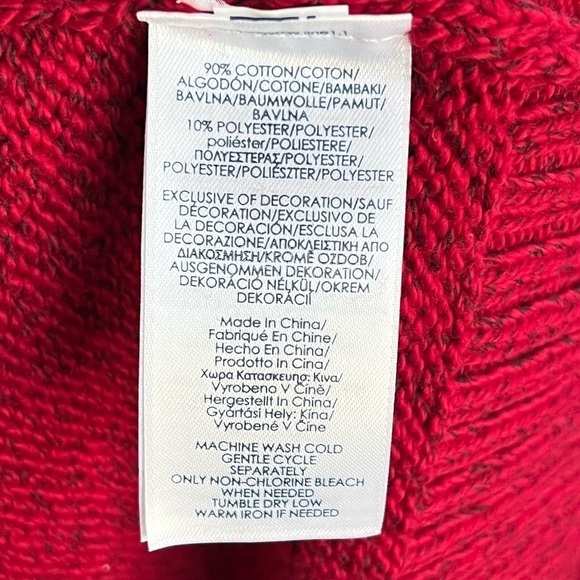 90% COTTON/COTON/
ALGODÓN/COTONE/BAMBAKI/
BAVLNA/BAUMWOLLE/PAMUT/
BAVLNA
10% POLYESTER/POLYESTER/
poliéster/POLIESTERE/
ΠΟΛΥΕΣΤΕΡΑΣ/POLYESTER/
POLYESTER/POLIÉSZTER/POLYESTER
EXCLUSIVE OF DECORATION/SAUF
DÉCORATION/EXCLUSIVO DE
LA DECORACIÓN/ESCLUSA LA
DECORAZIONE/ΑΠΟΚΛΕΙΣΤΙΚΗ ΑΠΟ
ΔΙΑΚΟΣΜΗΣΗ/KROMĚ OZDOB/
AUSGENOMMEN DEKORATION/
DEKORÁCIÓ NÉLKÜL/OKREM
DEKORÁCIÍ
Made In China/
Fabriqué En Chine/
Hecho En China/
Prodotto In Cina/
Χωρα Κατασκευησ: Κινα/
Vyrobeno V Číně/
Hergestellt In China/
Gyártási Hely: Kína/
Vyrobené V Číne
MACHINE WASH COLD
GENTLE CYCLE
SEPARATELY
ONLY NON-CHLORINE BLEACH
WHEN NEEDED
TUMBLE DRY LOW
WARM IRON IF NEEDED